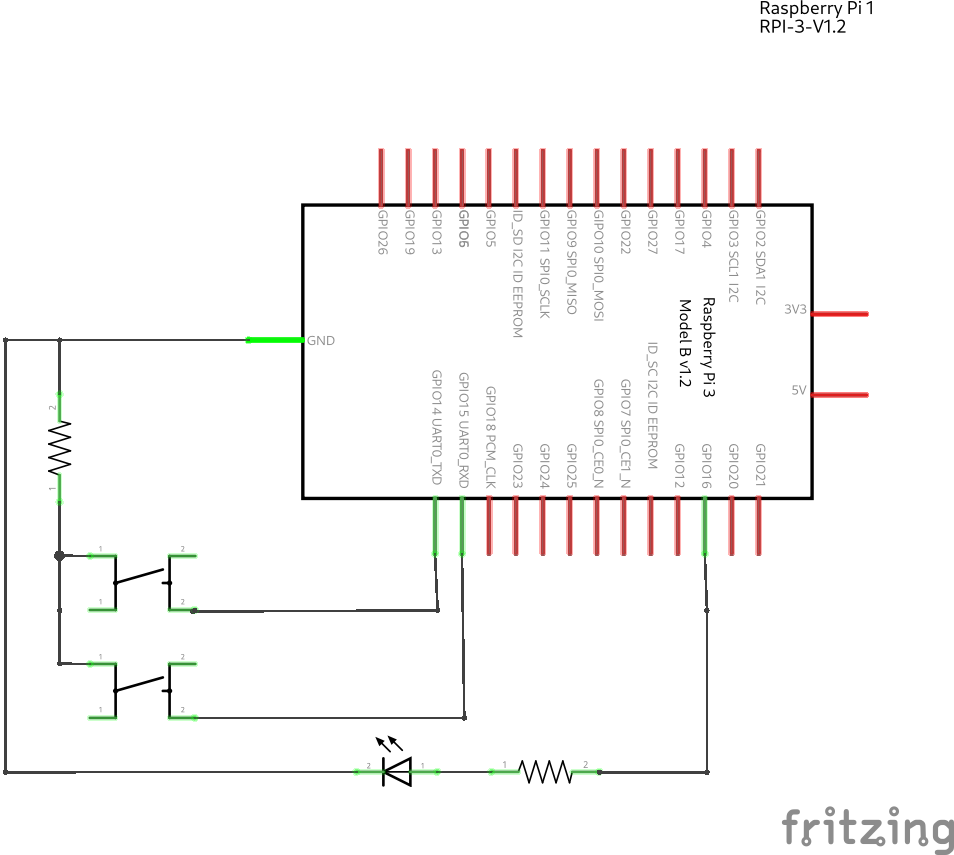 Raspberry Pi 1
RPI-3-V1.2
GPIO26
GPIO19
GPIO13
GPIO6
GPIO5
ID_SD I2C ID EEPROM
GPIO11 SPI0_SCLK
GPIO9 SPI0_MISO
GIPO10 SPI0_MOSI
GPIO22
GPIO27
GPIO17
GPIO4
GPIO3 SCL1 I2C
GPIO2 SDA1 I2C
3V3
5V
Raspberry Pi 3
Model B v1.2
GND
GPIO14 UART0_TXD
GPIO15 UART0_RXD
GPIO18 PCM_CLK
GPIO23
GPIO24
GPIO25
GPIO8 SPI0_CE0_N
GPIO7 SPI0_CE1_N
ID_SC I2C ID EEPROM
GPIO12
GPIO16
GPIO20
GPIO21
2
1
1 2
1 2
1 2
1 2
2 1 1 2
fritzing